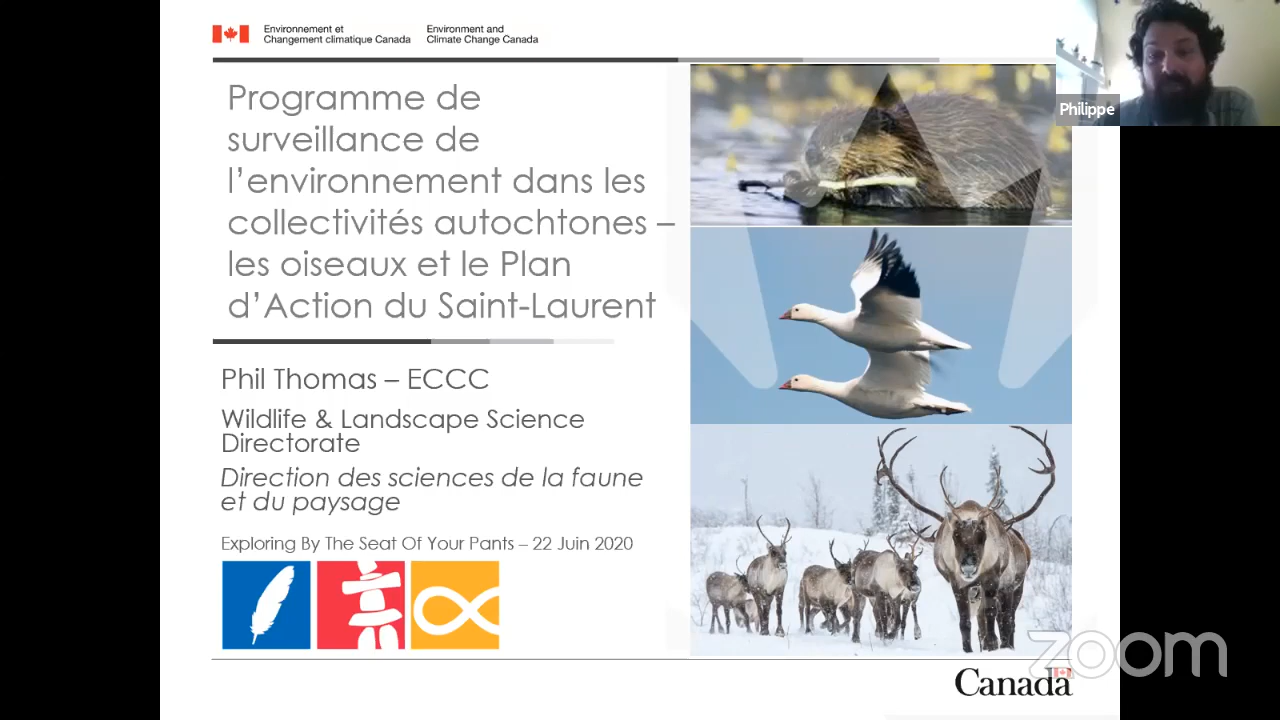 Environnement et
Changement climatique Canada
Environment and
Climate Change Canada
Programme de
surveillance de
l’environnement dans les
collectivités autochtones –
les oiseaux et le Plan
d’Action du Saint-Laurent
Phil Thomas – ECCC
Wildlife & Landscape Science
Directorate
Direction des sciences de la faune
et du paysage
Exploring By The Seat Of Your Pants – 22 Juin 2020
Philippe
zoom
Canada